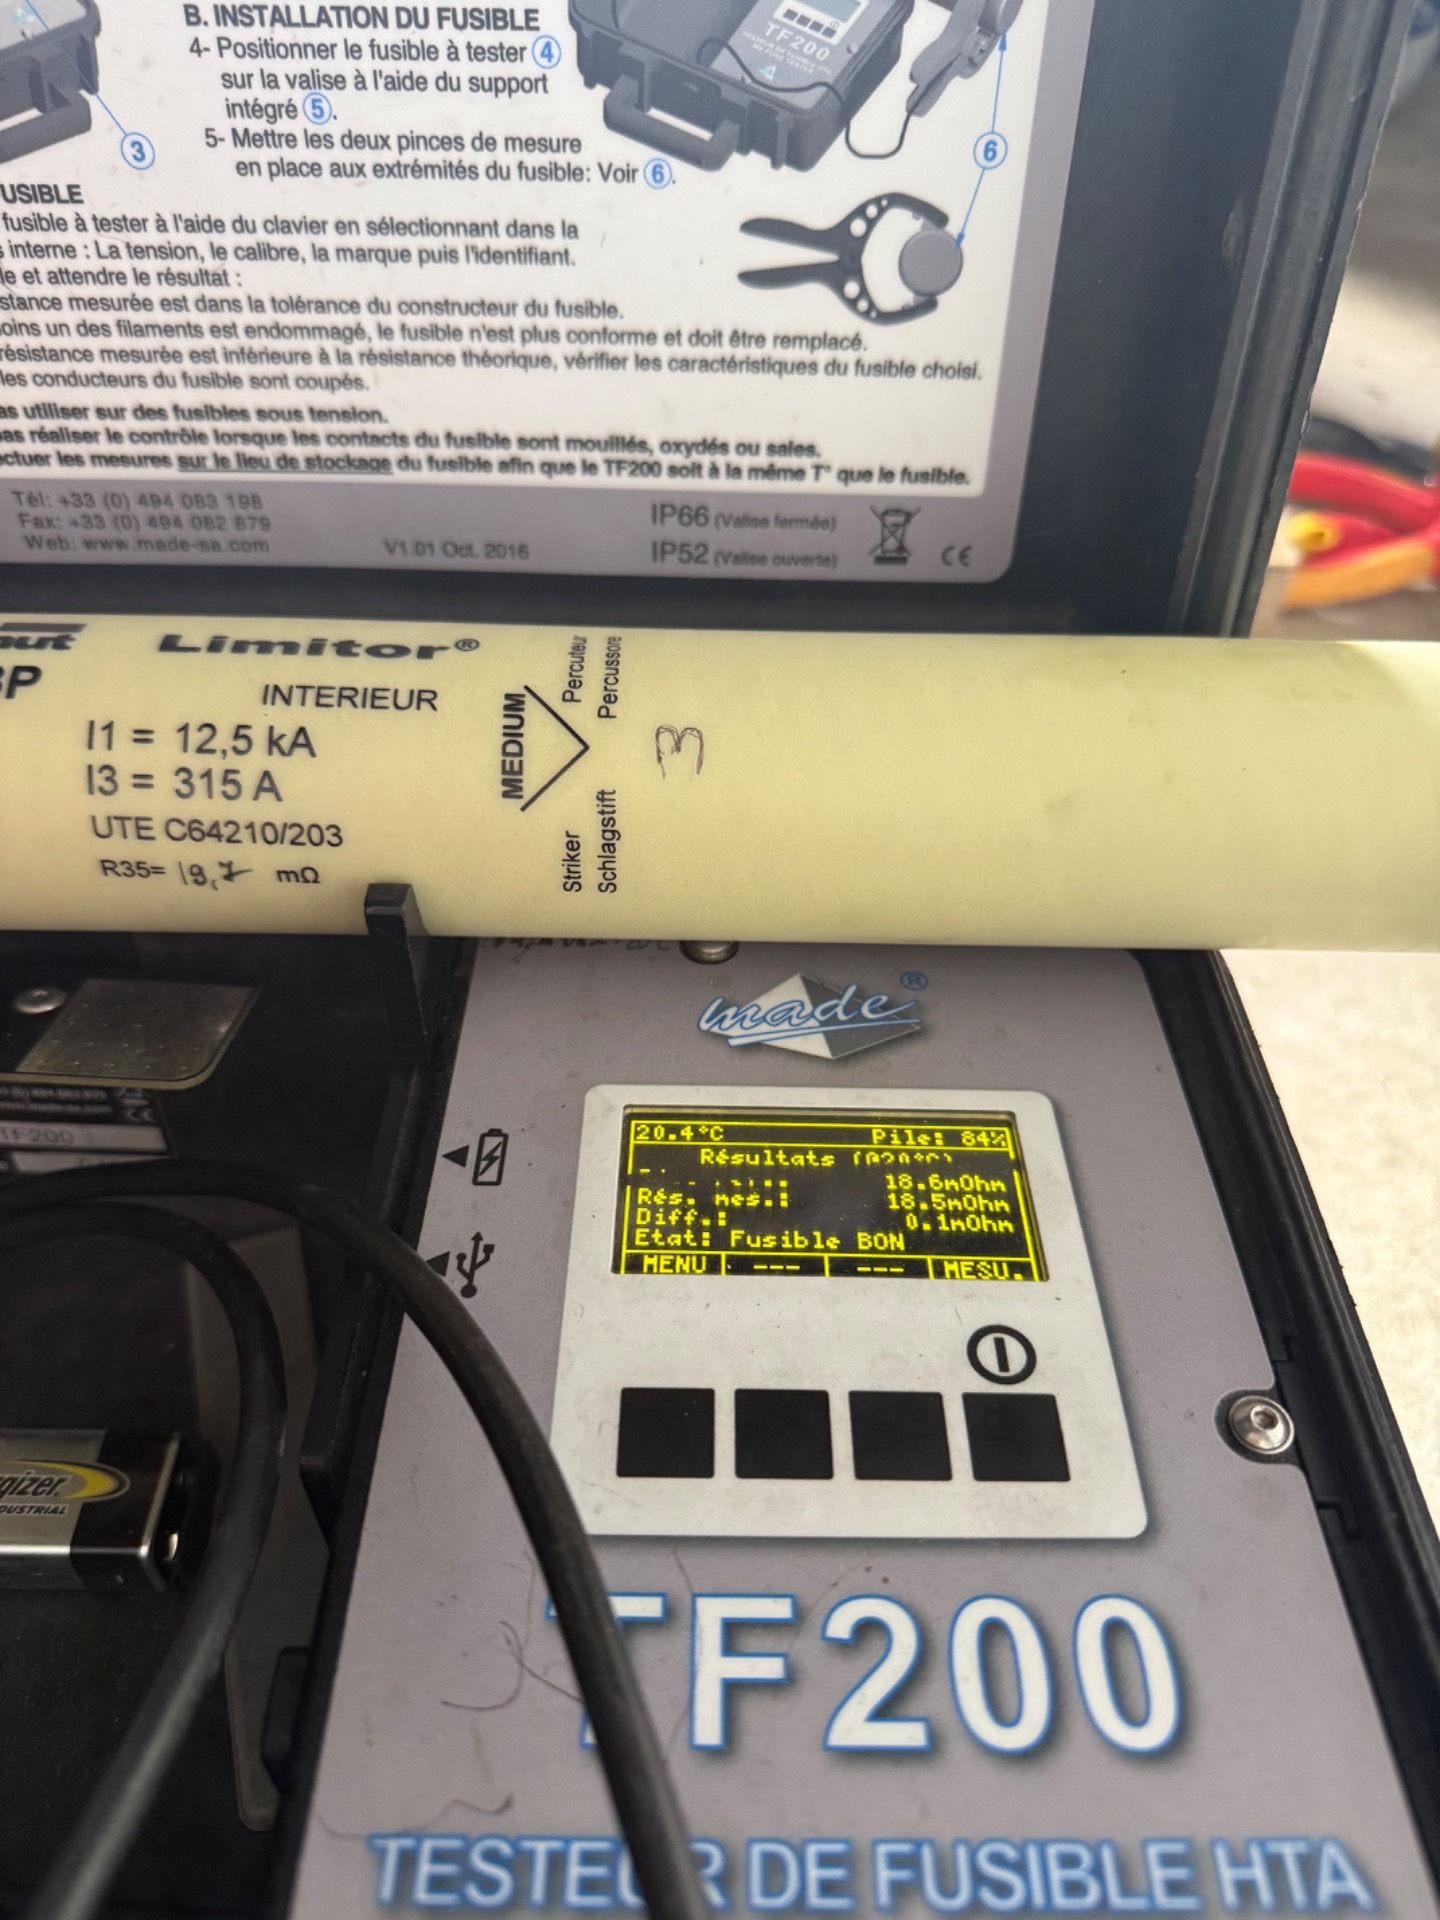 B. INSTALLATION DU FUSIBLE
4- Positionner le fusible à tester 4
sur la valise à l'aide du support
intégré 5.
5- Mettre les deux pinces de mesure
en place aux extrémités du fusible: Voir 6.
3
6
TF200
USIBLE
fusible à tester à l'aide du clavier en sélectionnant dans la
s interne : La tension, le calibre, la marque puis l'identifiant.
le et attendre le résultat :
stance mesurée est dans la tolérance du constructeur du fusible.
oins un des filaments est endommagé, le fusible n'est plus conforme et doit être remplacé.
résistance mesurée est inférieure à la résistance théorique, vérifier les caractéristiques du fusible choisi.
les conducteurs du fusible sont coupés.
as utiliser sur des fusibles sous tension.
pas réaliser le contrôle lorsque les contacts du fusible sont mouillés, oxydés ou sales.
ectuer les mesures sur le lieu de stockage du fusible afin que le TF200 soit à la même T° que le fusible.
Tél: +33 (0) 494 083 198
Fax: +33 (0) 494 082 879
Web: www.made-sa.com
V1.01 Oct. 2016
IP66 (Valise fermée)
IP52 (Valise ouverte)
CE
Limitor®
INTERIEUR
I1 = 12,5 kA
I3 = 315 A
UTE C64210/203
R35= 19,7 mΩ
MEDIUM
Percuteur
Percussore
Striker
Schlagstift
3
made®
20.4°C Pile: 84%
Résultats
18.6mOhm
Rés. mes.: 18.5mOhm
Diff.: 0.1mOhm
Etat: Fusible BON
MENU --- --- MESU.
TF200
gizer
DUSTRIAL
TF200
TESTEUR DE FUSIBLE HTA